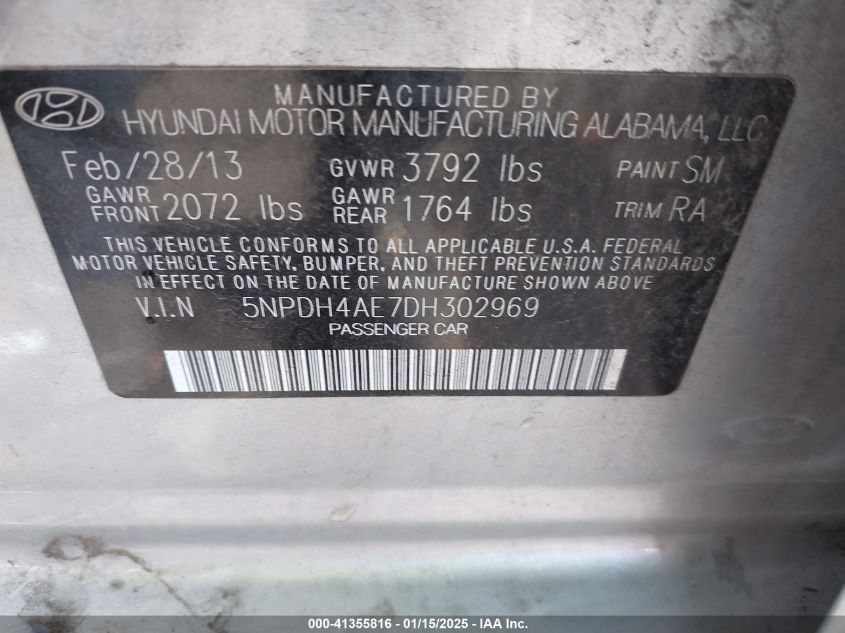 MANUFACTURED BY
HYUNDAI MOTOR MANUFACTURING ALABAMA, LLC
Feb/28/13 GVWR 3792 lbs PAINT SM
GAWR FRONT 2072 lbs GAWR REAR 1764 lbs TRIM RA
THIS VEHICLE CONFORMS TO ALL APPLICABLE U.S.A. FEDERAL
MOTOR VEHICLE SAFETY, BUMPER, AND THEFT PREVENTION STANDARDS
IN EFFECT ON THE DATE OF MANUFACTURE SHOWN ABOVE.
V.I.N 5NPDH4AE7DH302969
PASSENGER CAR
000-41355816 - 01/15/2025 - IAA Inc.